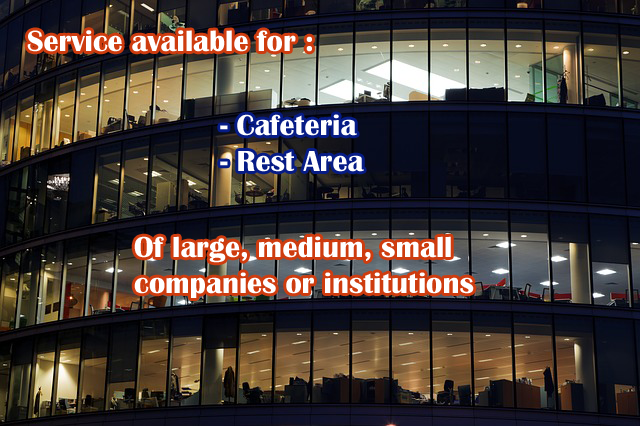 Service available for :
- Cafeteria
- Rest Area
Of large, medium, small
companies or institutions